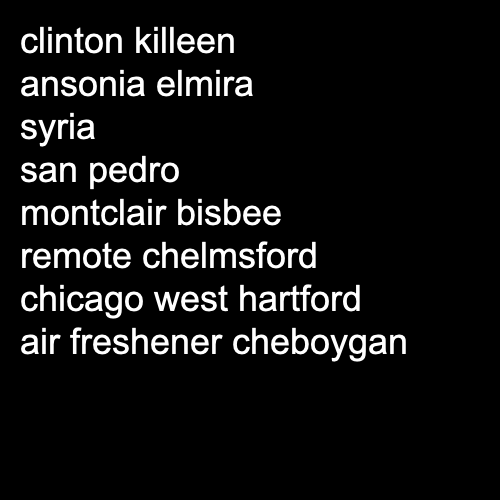 clinton killeen
ansonia elmira
syria
san pedro
montclair bisbee
remote chelmsford
chicago west hartford
air freshener cheboygan